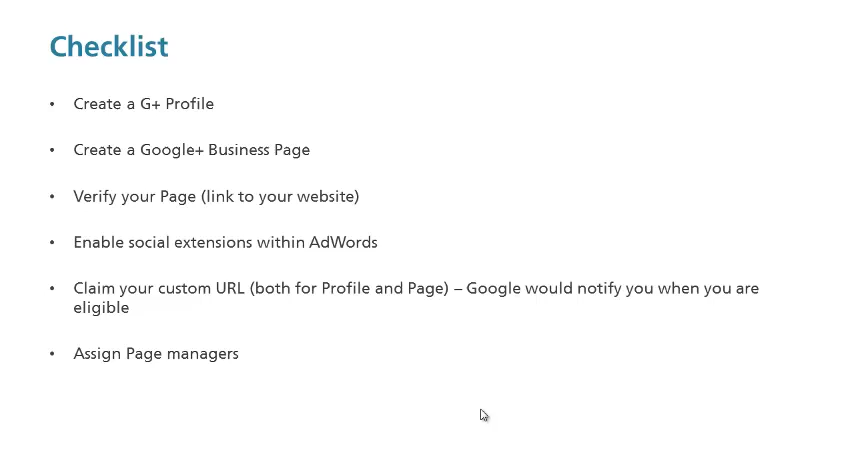 Checklist
• Create a G+ Profile
• Create a Google+ Business Page
• Verify your Page (link to your website)
• Enable social extensions within AdWords
• Claim your custom URL (both for Profile and Page) – Google would notify you when you are
eligible
• Assign Page managers